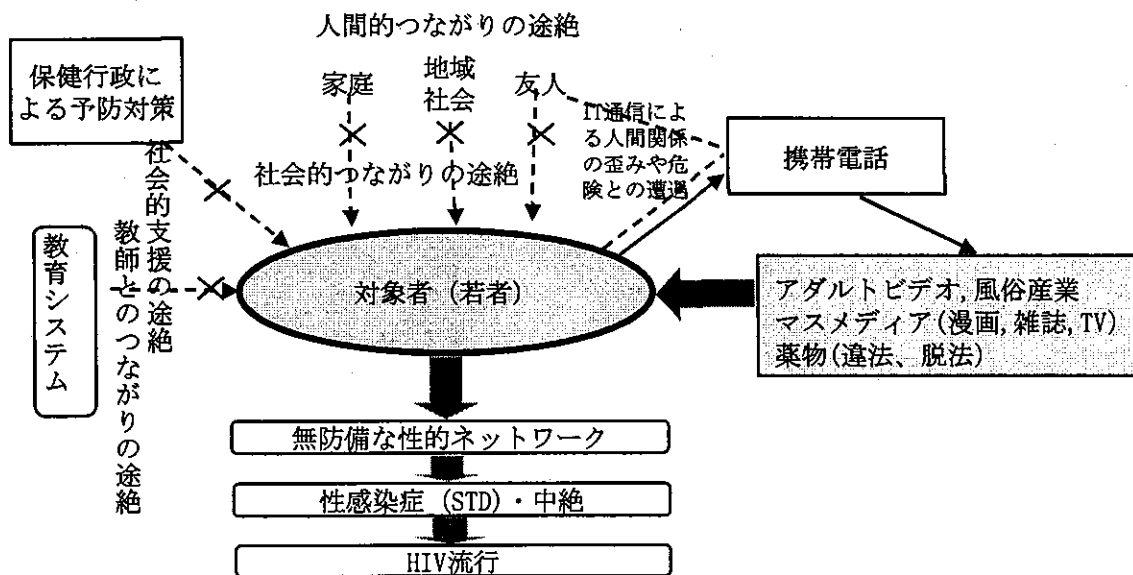 人間的つながりの途絶
保健行政に
よる予防対策
家庭
地域
社会
友人
IT通信によ
る人間関係
の歪みや危
険との遭遇
携帯電話
社会的つながりの途絶
社会的支援の途絶
教師とのつながりの途絶
教育システム
対象者（若者）
アダルトビデオ,風俗産業
マスメディア(漫画,雑誌,TV)
薬物(違法、脱法)
無防備な性的ネットワーク
性感染症（STD）・中絶
HIV流行